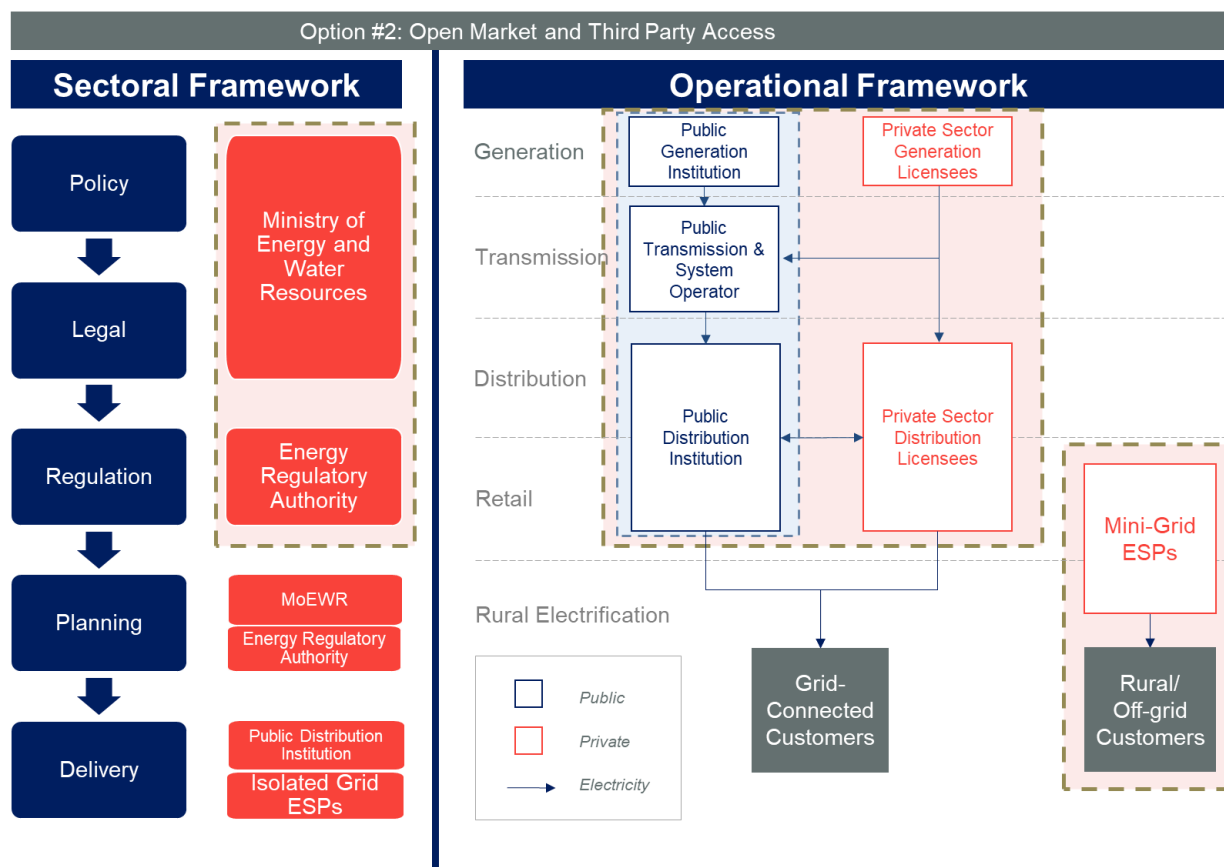 Option #2: Open Market and Third Party Access
Sectoral Framework
Policy
Legal
Regulation
Planning
Delivery
Ministry of
Energy and
Water
Resources
Energy
Regulatory
Authority
MoEWR
Energy Regulatory
Authority
Public Distribution
Institution
Isolated Grid
ESPs
Operational Framework
Generation
Public
Generation
Institution
Private Sector
Generation
Licensees
Transmission
Public
Transmission &
System
Operator
Distribution
Public
Distribution
Institution
Private Sector
Distribution
Licensees
Retail
Mini-Grid
ESPs
Rural Electrification
Public
Private
Electricity
Grid-
Connected
Customers
Rural/
Off-grid
Customers